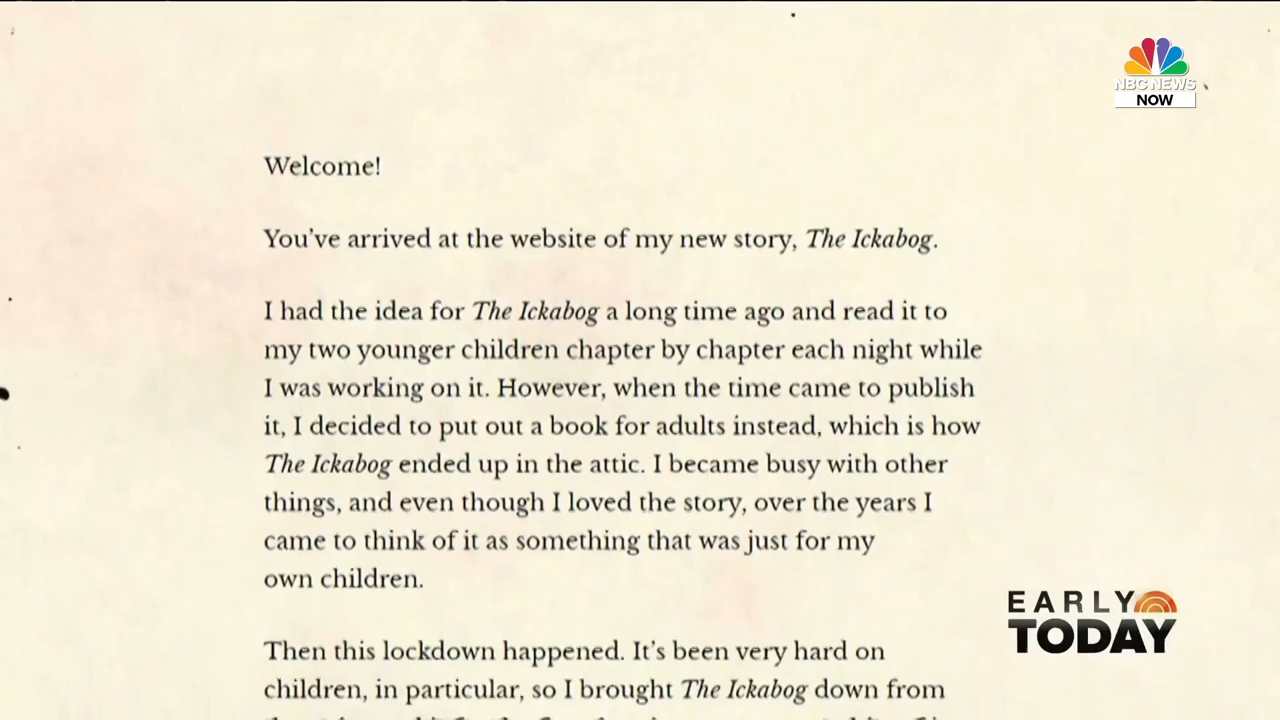 NBC NEWS
NOW
Welcome!
You've arrived at the website of my new story, The Ickabog.
I had the idea for The Ickabog a long time ago and read it to
my two younger children chapter by chapter each night while
I was working on it. However, when the time came to publish
it, I decided to put out a book for adults instead, which is how
The Ickabog ended up in the attic. I became busy with other
things, and even though I loved the story, over the years I
came to think of it as something that was just for my
own children.
EARLY
TODAY
Then this lockdown happened. It's been very hard on
children, in particular, so I brought The Ickabog down from